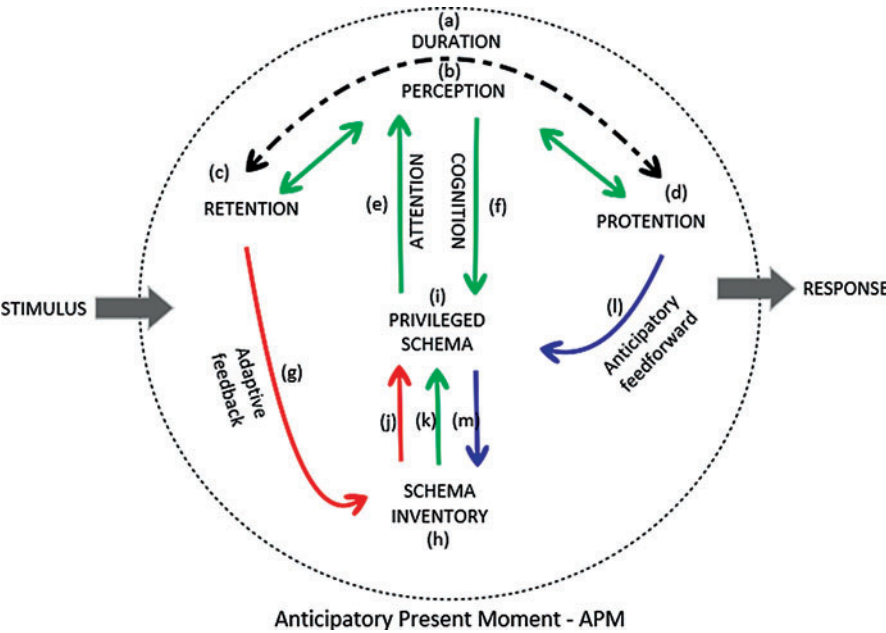 (a)
DURATION
(b)
PERCEPTION
(c)
RETENTION
(d)
PROTENTION
(e)
ATTENTION
COGNITION
(f)
STIMULUS
RESPONSE
(i)
PRIVILEGED
SCHEMA
(g)
Adaptive
feedback
(l)
Anticipatory
feedforward
(j)
(k)
(m)
SCHEMA
INVENTORY
(h)
Anticipatory Present Moment - APM